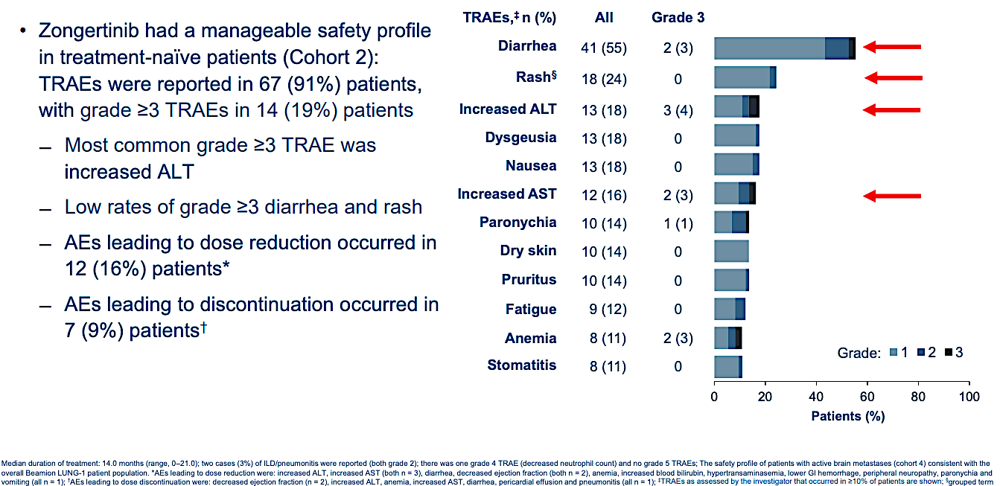 • Zongertinib had a manageable safety profile
in treatment-naïve patients (Cohort 2):
TRAEs were reported in 67 (91%) patients,
with grade ≥3 TRAEs in 14 (19%) patients
– Most common grade ≥3 TRAE was
increased ALT
– Low rates of grade ≥3 diarrhea and rash
– AEs leading to dose reduction occurred in
12 (16%) patients*
– AEs leading to discontinuation occurred in
7 (9%) patients†
TRAEs,‡ n (%) All Grade 3
Diarrhea 41 (55) 2 (3)
Rash§ 18 (24) 0
Increased ALT 13 (18) 3 (4)
Dysgeusia 13 (18) 0
Nausea 13 (18) 0
Increased AST 12 (16) 2 (3)
Paronychia 10 (14) 1 (1)
Dry skin 10 (14) 0
Pruritus 10 (14) 0
Fatigue 9 (12) 0
Anemia 8 (11) 2 (3)
Stomatitis 8 (11) 0
Grade: 1 2 3
0 20 40 60 80 100
Patients (%)
Median duration of treatment: 14.0 months (range, 0–21.0); two cases (3%) of ILD/pneumonitis were reported (both grade 2); there was one grade 4 TRAE (decreased neutrophil count) and no grade 5 TRAEs; The safety profile of patients with active brain metastases (cohort 4) consistent with the
overall Beamion LUNG-1 patient population. *AEs leading to dose reduction were: increased ALT, increased AST (both n = 3), diarrhea, decreased ejection fraction (both n = 2), anemia, increased blood bilirubin, hypertransaminasemia, lower GI hemorrhage, peripheral neuropathy, paronychia and
vomiting (all n = 1); †AEs leading to dose discontinuation were: decreased ejection fraction (n = 2), increased ALT, anemia, increased AST, diarrhea, pericardial effusion and pneumonitis (all n = 1); ‡TRAEs as assessed by the investigator that occurred in ≥10% of patients are shown; §grouped term